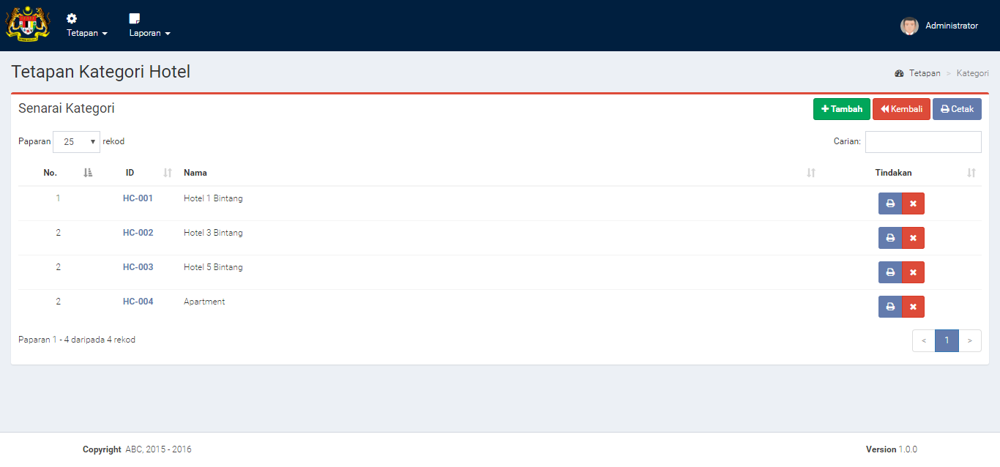 Tetapan
Laporan
Administrator
Tetapan Kategori Hotel
Tetapan > Kategori
Senarai Kategori
Tambah
Kembali
Cetak
Paparan 25 rekod
Carian:
No. ID Nama Tindakan
1 HC-001 Hotel 1 Bintang
2 HC-002 Hotel 3 Bintang
2 HC-003 Hotel 5 Bintang
2 HC-004 Apartment
Paparan 1 - 4 daripada 4 rekod
< 1 >
Copyright ABC, 2015 - 2016
Version 1.0.0